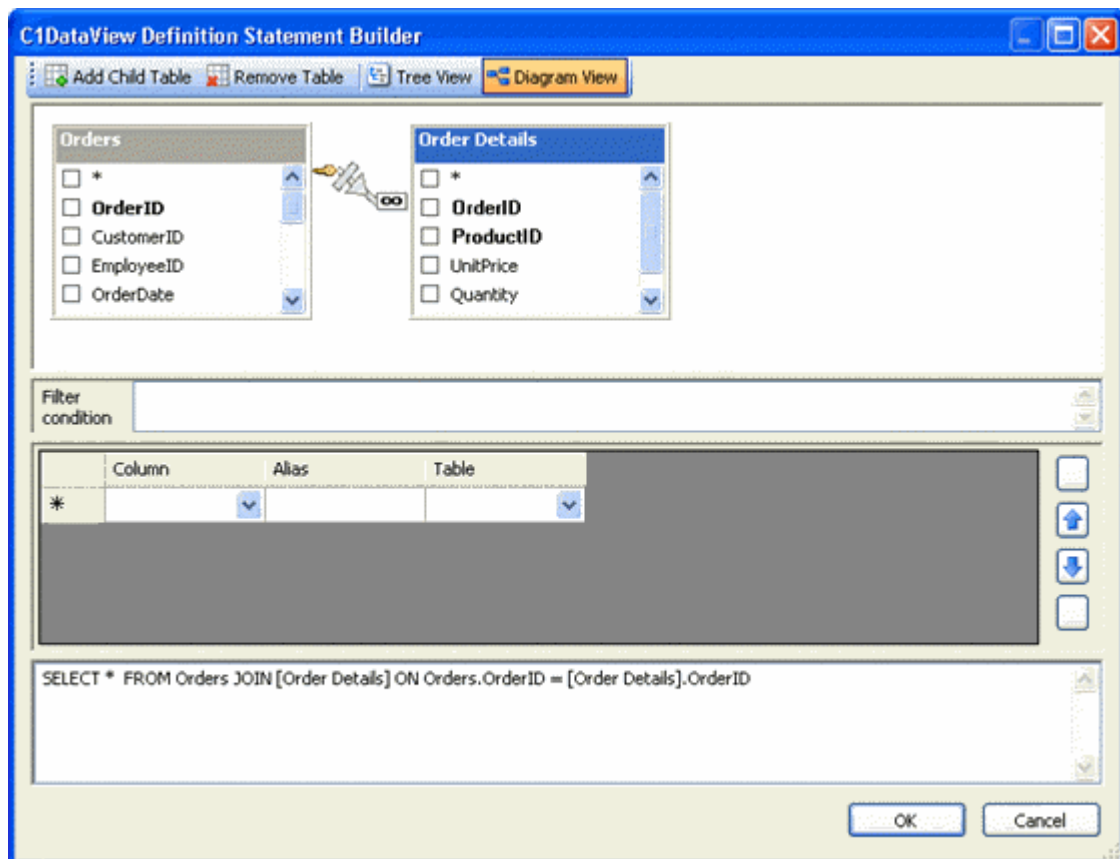 C1DataView Definition Statement Builder
Add Child Table Remove Table Tree View Diagram View
Orders
*
OrderID
CustomerID
EmployeeID
OrderDate
∞
Order Details
*
OrderID
ProductID
UnitPrice
Quantity
Filter
condition
Column Alias Table
*
SELECT * FROM Orders JOIN [Order Details] ON Orders.OrderID = [Order Details].OrderID
OK Cancel